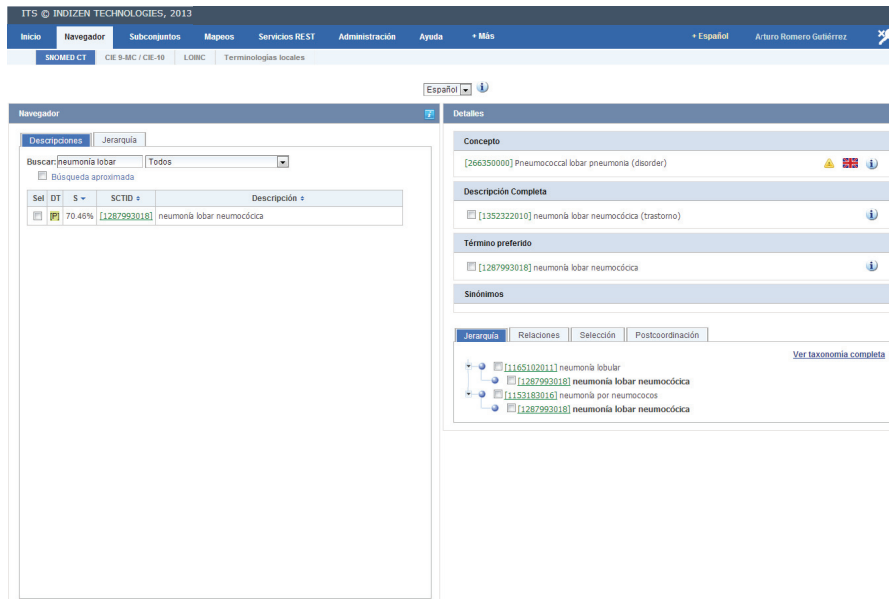 ITS © INDIZEN TECHNOLOGIES, 2013
Inicio Navegador Subconjuntos Mapeos Servicios REST Administración Ayuda + Más + Español Arturo Romero Gutiérrez
SNOMED CT CIE 9-MC / CIE-10 LOINC Terminologías locales
Español
Navegador
Descripciones Jerarquía
Buscar: neumonía lobar Todos
Búsqueda aproximada
Sel DT S SCTID Descripción
P 70.46% [1287993018] neumonía lobar neumocócica
Detalles
Concepto
[266350000] Pneumococcal lobar pneumonia (disorder)
Descripción Completa
[1352322010] neumonía lobar neumocócica (trastorno)
Término preferido
[1287993018] neumonía lobar neumocócica
Sinónimos
Jerarquía Relaciones Selección Postcoordinación
Ver taxonomía completa
[1165102011] neumonía lobular
[1287993018] neumonía lobar neumocócica
[1153183016] neumonía por neumococos
[1287993018] neumonía lobar neumocócica